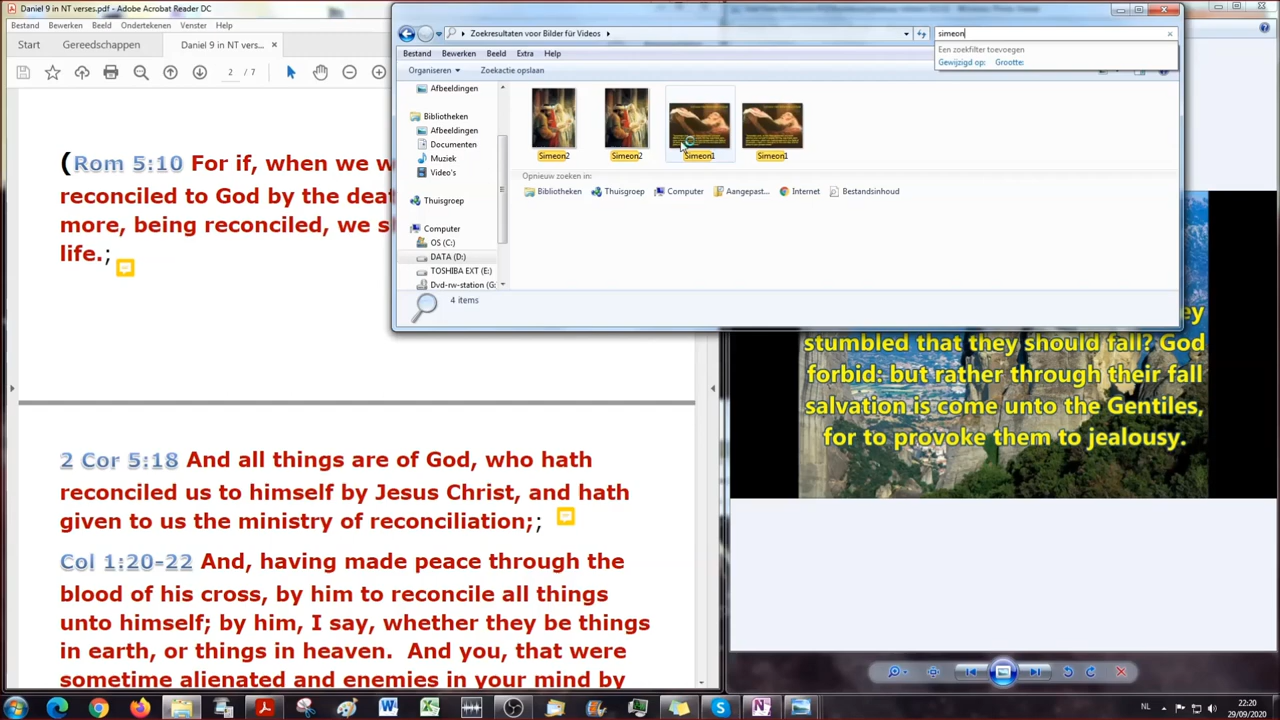 Daniel 9 in NT verses.pdf - Adobe Acrobat Reader DC
Bestand Bewerken Beeld Ondertekenen Venster Help
Start Gereedschappen Daniel 9 in NT vers... ×
2 / 7
(Rom 5:10 For if, when we w
reconciled to God by the deat
more, being reconciled, we s
life.;
2 Cor 5:18 And all things are of God, who hath
reconciled us to himself by Jesus Christ, and hath
given to us the ministry of reconciliation;;
Col 1:20-22 And, having made peace through the
blood of his cross, by him to reconcile all things
unto himself; by him, I say, whether they be things
in earth, or things in heaven. And you, that were
sometime alienated and enemies in your mind by
Zoekresultaten voor Bilder für Videos
simeon
Een zoekfilter toevoegen
Gewijzigd op: Grootte:
Bestand Bewerken Beeld Extra Help
Organiseren Zoekactie opslaan
Afbeeldingen
Bibliotheken
Afbeeldingen
Documenten
Muziek
Video's
Thuisgroep
Computer
OS (C:)
DATA (D:)
TOSHIBA EXT (E:)
Dvd-rw-station (G:
Simeon2 Simeon2 Simeon1 Simeon1
Opnieuw zoeken in:
Bibliotheken Thuisgroep Computer Aangepast... Internet Bestandsinhoud
4 items
ey
stumbled that they should fall? God
forbid: but rather through their fall
salvation is come unto the Gentiles,
for to provoke them to jealousy.
NL
22:20
29/09/2020